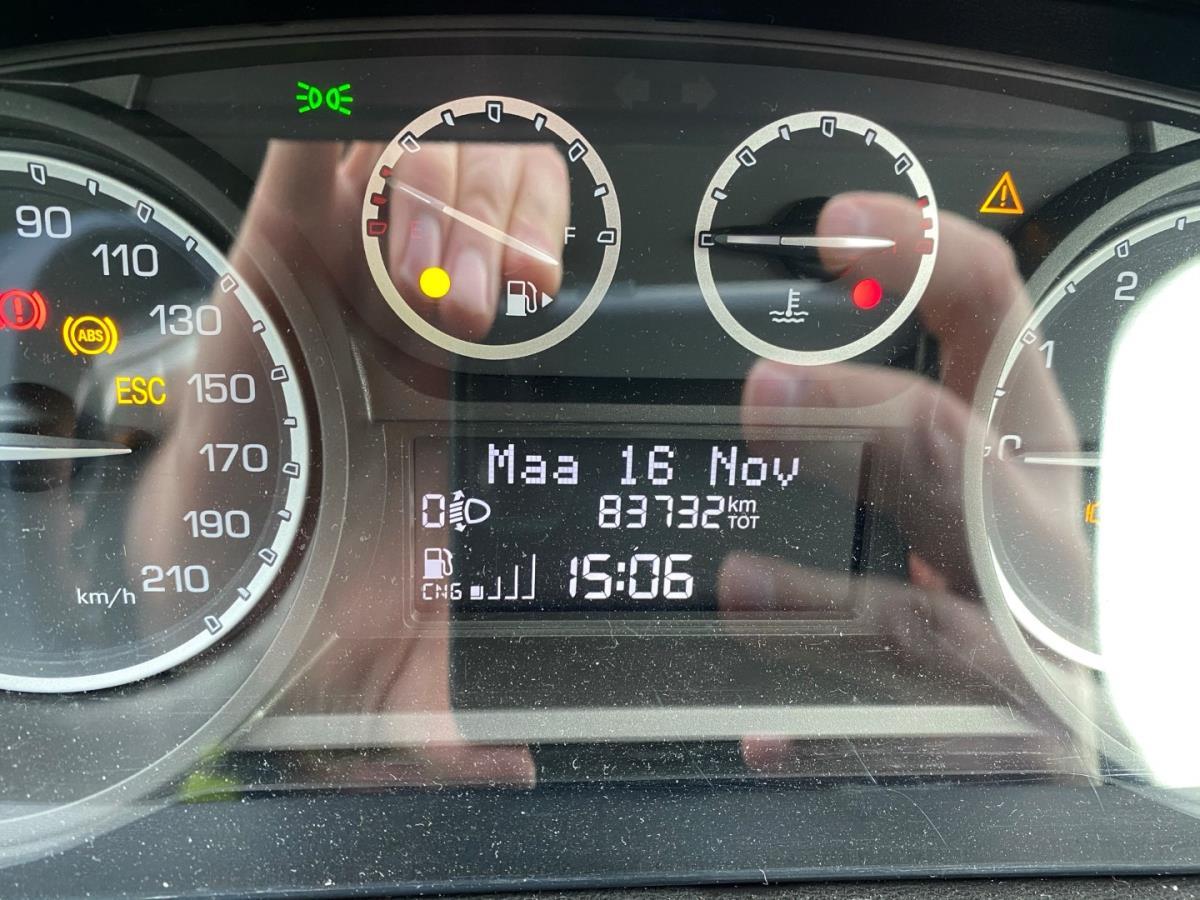 90
110
130
150
170
190
210
km/h
ABS
ESC
E
F
2
1
0
Maa 16 Nov
0 83732 km TOT
CNG 15:06